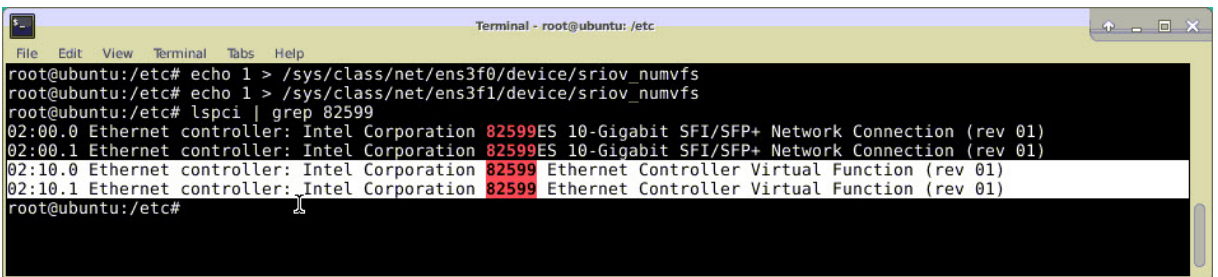 Terminal - root@ubuntu: /etc
File Edit View Terminal Tabs Help
root@ubuntu:/etc# echo 1 > /sys/class/net/ens3f0/device/sriov_numvfs
root@ubuntu:/etc# echo 1 > /sys/class/net/ens3f1/device/sriov_numvfs
root@ubuntu:/etc# lspci | grep 82599
02:00.0 Ethernet controller: Intel Corporation 82599ES 10-Gigabit SFI/SFP+ Network Connection (rev 01)
02:00.1 Ethernet controller: Intel Corporation 82599ES 10-Gigabit SFI/SFP+ Network Connection (rev 01)
02:10.0 Ethernet controller: Intel Corporation 82599 Ethernet Controller Virtual Function (rev 01)
02:10.1 Ethernet controller: Intel Corporation 82599 Ethernet Controller Virtual Function (rev 01)
root@ubuntu:/etc#